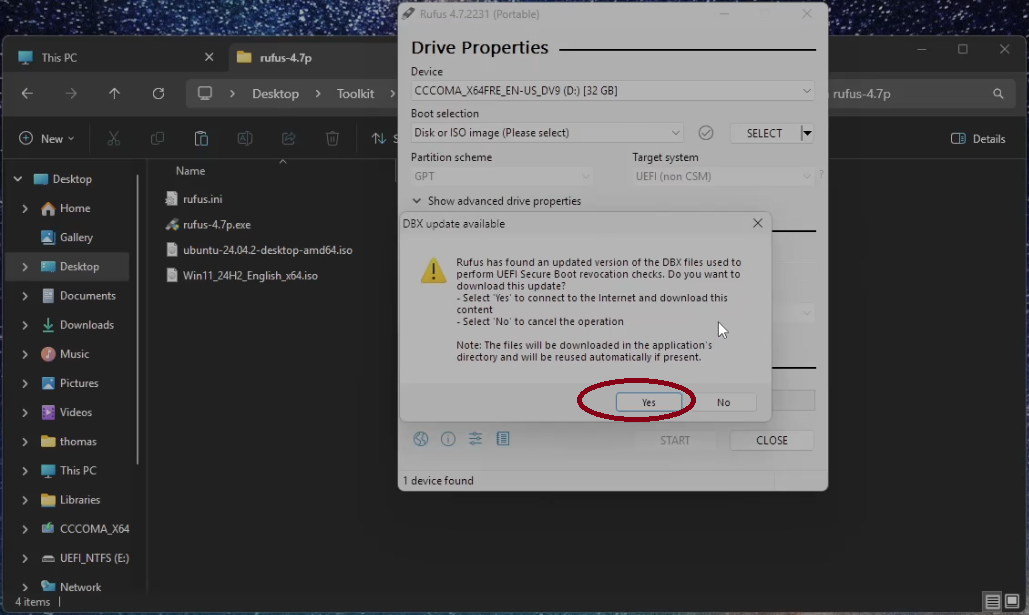 Rufus 4.7.2231 (Portable)
Drive Properties
Device
CCCOMA_X64FRE_EN-US_DV9 (D:) [32 GB]
Boot selection
Disk or ISO image (Please select)
SELECT
Partition scheme
Target system
GPT
UEFI (non CSM)
?
Show advanced drive properties
DBX update available
Rufus has found an updated version of the DBX files used to
perform UEFI Secure Boot revocation checks. Do you want to
download this update?
- Select 'Yes' to connect to the Internet and download this
content
- Select 'No' to cancel the operation
Note: The files will be downloaded in the application's
directory and will be reused automatically if present.
Yes
No
START
CLOSE
1 device found
This PC
rufus-4.7p
Desktop
Toolkit
rufus-4.7p
New
S
Details
Name
rufus.ini
rufus-4.7p.exe
ubuntu-24.04.2-desktop-amd64.iso
Win11_24H2_English_x64.iso
Desktop
Home
Gallery
Desktop
Documents
Downloads
Music
Pictures
Videos
thomas
This PC
Libraries
CCCOMA_X64
UEFI_NTFS (E:)
Network
4 items